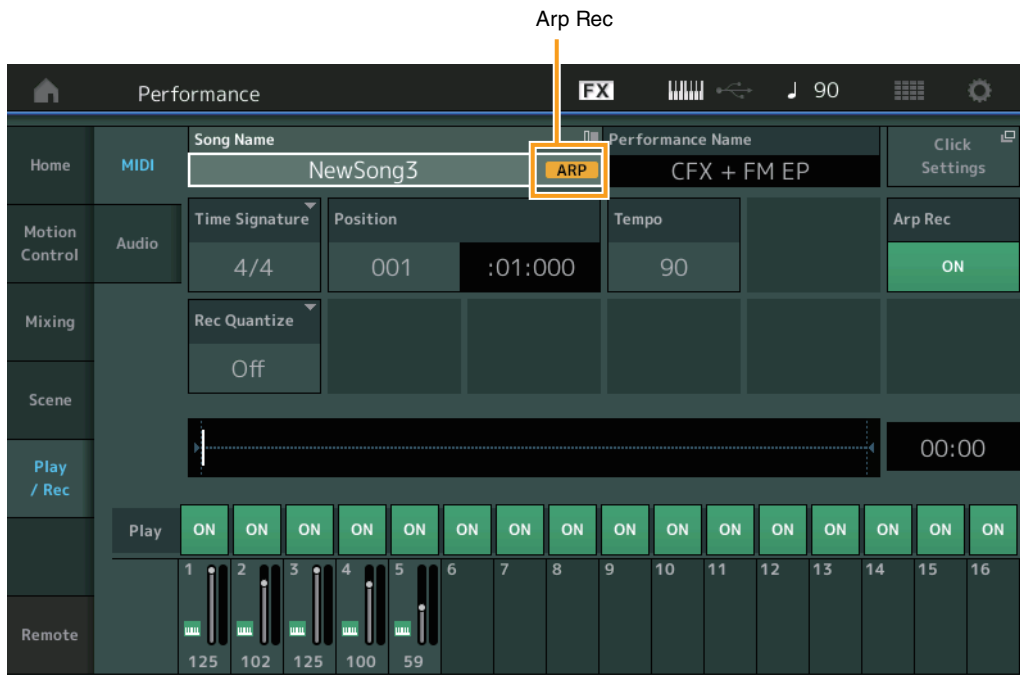 Arp Rec
Performance
FX
♩ 90
Home
Motion
Control
Mixing
Scene
Play
/ Rec
Remote
MIDI
Audio
Song Name
NewSong3
ARP
Performance Name
CFX + FM EP
Click
Settings
Time Signature
4/4
Position
001 :01:000
Tempo
90
Arp Rec
ON
Rec Quantize
Off
00:00
Play ON ON ON ON ON ON ON ON ON ON ON ON ON ON ON ON
1 2 3 4 5 6 7 8 9 10 11 12 13 14 15 16
125 102 125 100 59